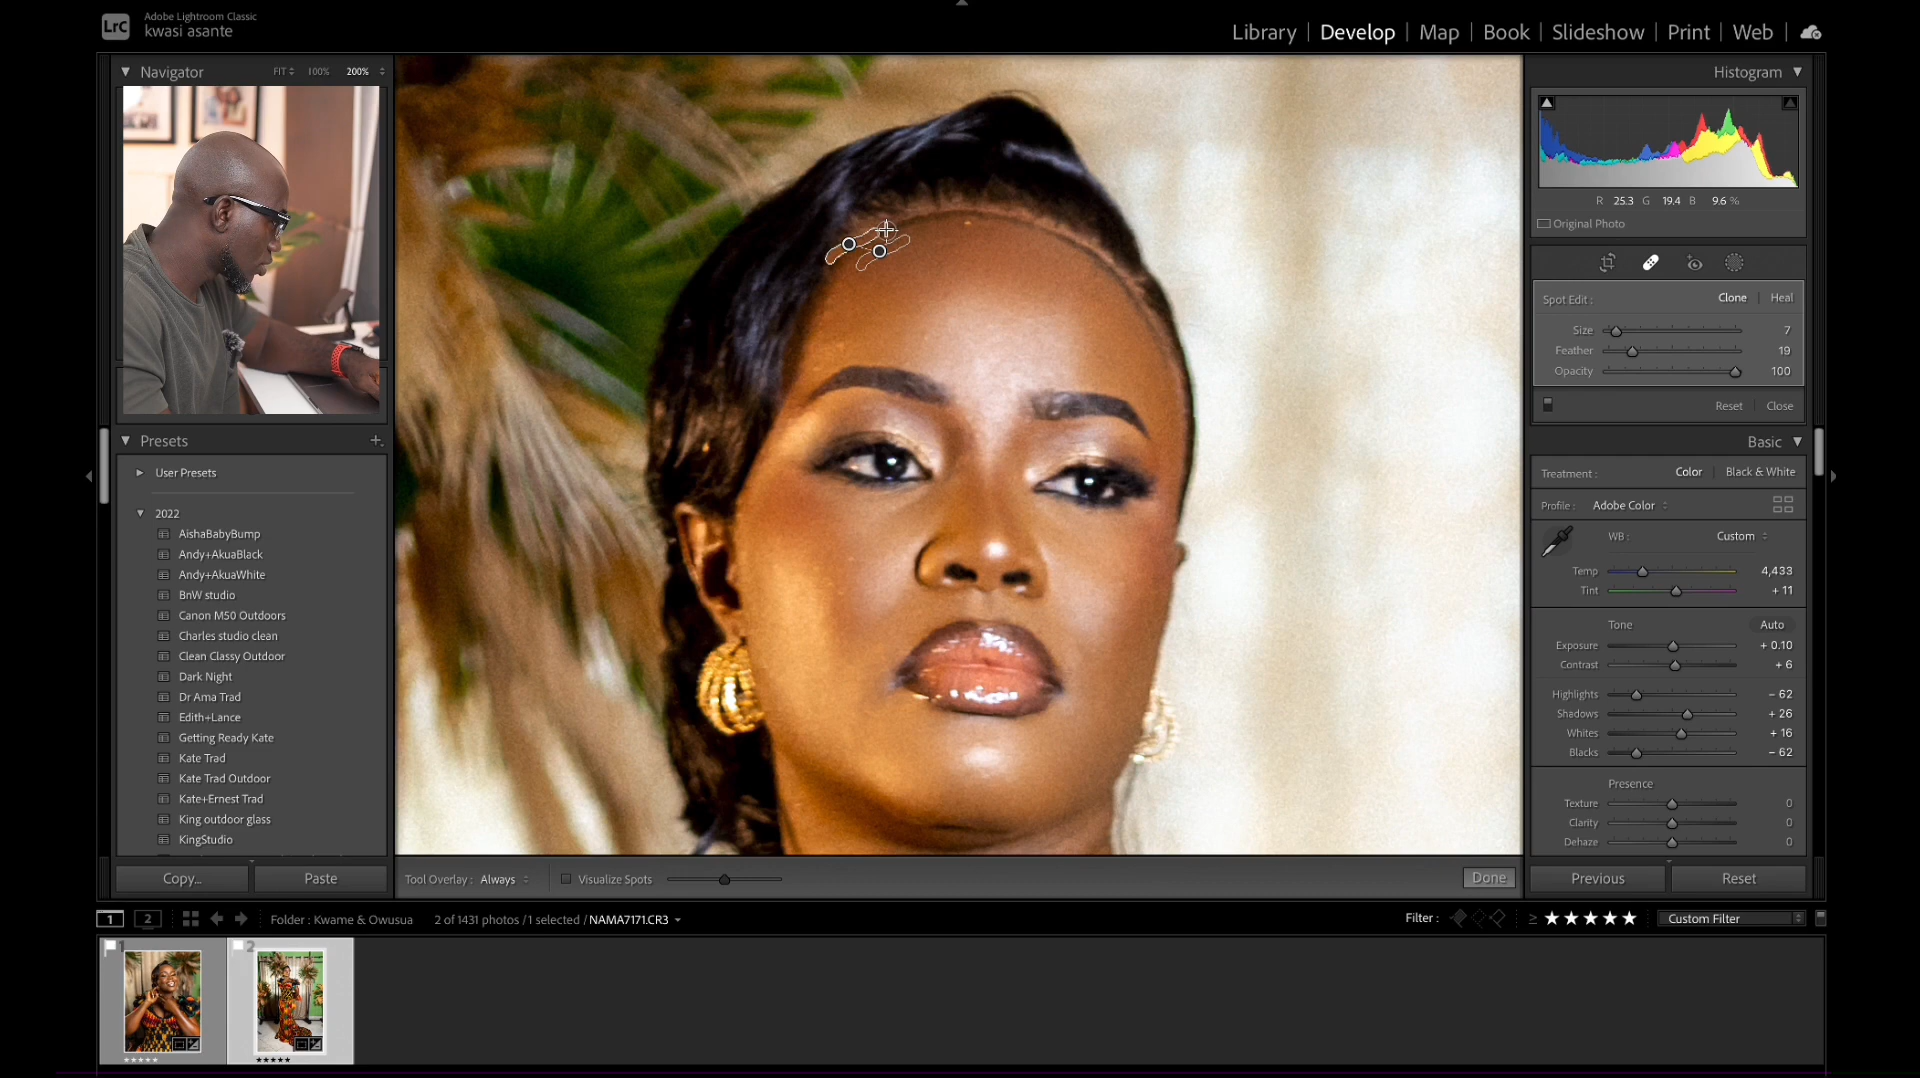 LrC
Adobe Lightroom Classic
kwasi asante
Library | Develop | Map | Book | Slideshow | Print | Web
Navigator FIT 100% 200%
Presets
User Presets
2022
AishaBabyBump
Andy+AkuaBlack
Andy+AkuaWhite
BnW studio
Canon M50 Outdoors
Charles studio clean
Clean Classy Outdoor
Dark Night
Dr Ama Trad
Edith+Lance
Getting Ready Kate
Kate Trad
Kate Trad Outdoor
Kate+Ernest Trad
King outdoor glass
KingStudio
Copy... Paste
Tool Overlay : Always Visualize Spots Done
Histogram
R 25.3 G 19.4 B 9.6 %
Original Photo
Spot Edit : Clone | Heal
Size 7
Feather 19
Opacity 100
Reset | Close
Basic
Treatment : Color | Black & White
Profile : Adobe Color
WB : Custom
Temp 4,433
Tint + 11
Tone Auto
Exposure + 0.10
Contrast + 6
Highlights – 62
Shadows + 26
Whites + 16
Blacks – 62
Presence
Texture 0
Clarity 0
Dehaze 0
Previous Reset
1 2 Folder : Kwame & Owusua 2 of 1431 photos / 1 selected / NAMA7171.CR3 Filter : ≥ ★★★★★ Custom Filter
1 2
★★★★★ ★★★★★